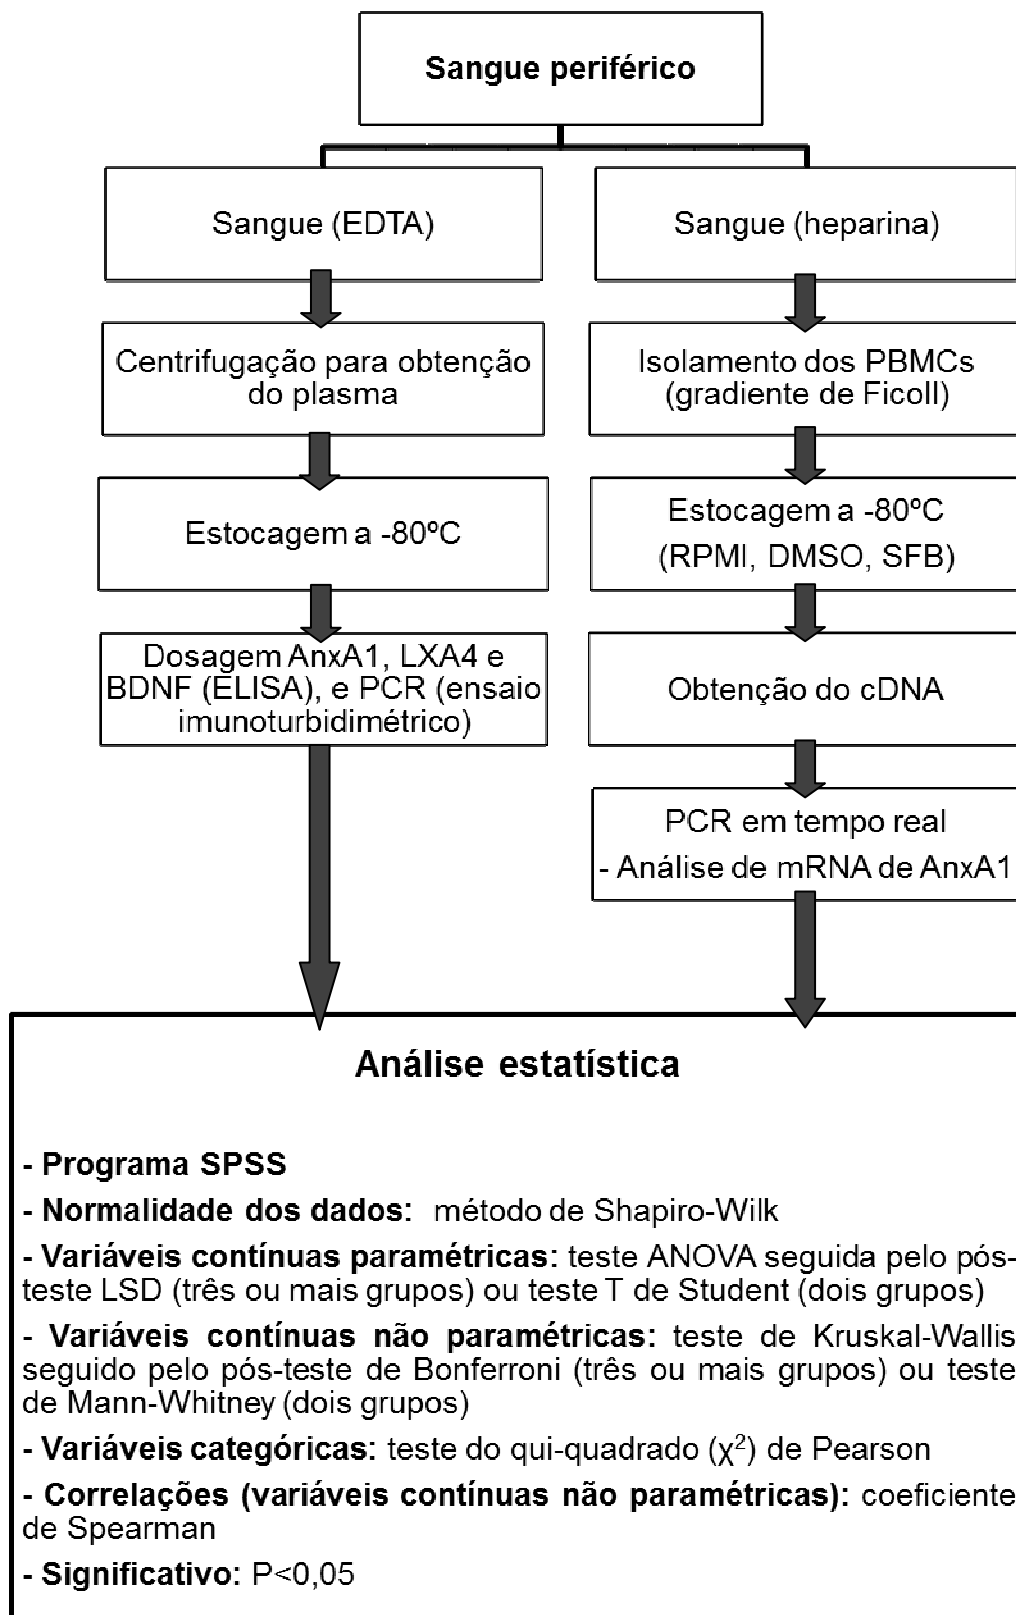 Sangue periférico
Sangue (EDTA)
Sangue (heparina)
Centrifugação para obtenção
do plasma
Isolamento dos PBMCs
(gradiente de Ficoll)
Estocagem a -80ºC
Estocagem a -80ºC
(RPMI, DMSO, SFB)
Dosagem AnxA1, LXA4 e
BDNF (ELISA), e PCR (ensaio
imunoturbidimétrico)
Obtenção do cDNA
PCR em tempo real
- Análise de mRNA de AnxA1
Análise estatística
- Programa SPSS
- Normalidade dos dados: método de Shapiro-Wilk
- Variáveis contínuas paramétricas: teste ANOVA seguida pelo pós-
teste LSD (três ou mais grupos) ou teste T de Student (dois grupos)
- Variáveis contínuas não paramétricas: teste de Kruskal-Wallis
seguido pelo pós-teste de Bonferroni (três ou mais grupos) ou teste
de Mann-Whitney (dois grupos)
- Variáveis categóricas: teste do qui-quadrado (χ²) de Pearson
- Correlações (variáveis contínuas não paramétricas): coeficiente
de Spearman
- Significativo: P<0,05